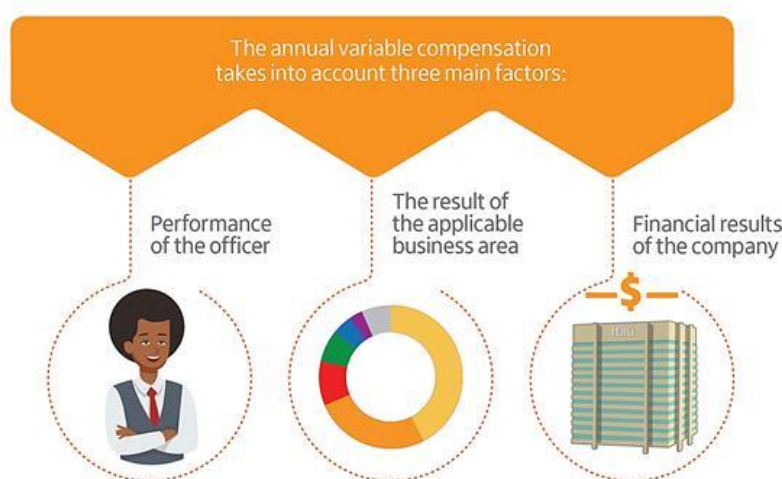 The annual variable compensation
takes into account three main factors:
Performance
of the officer
The result of
the applicable
business area
Financial results
of the company
$
Itaú